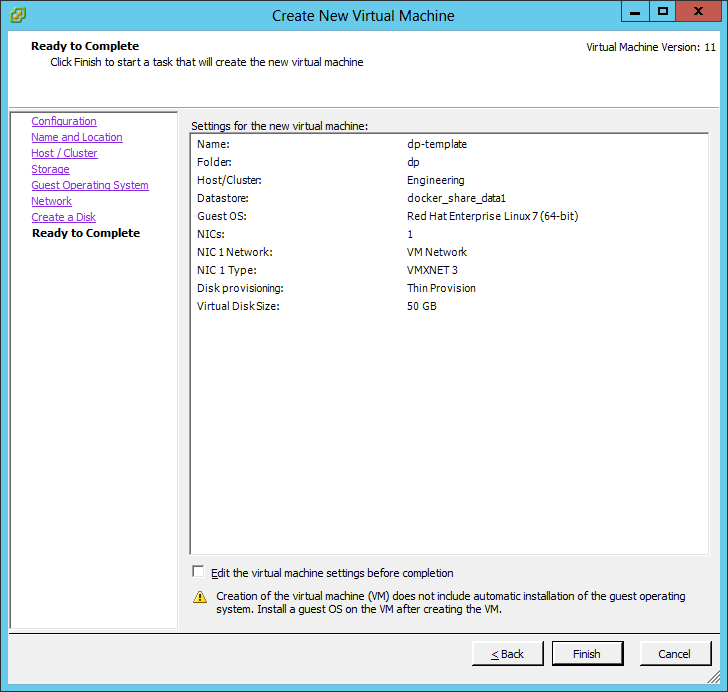 Create New Virtual Machine
Ready to Complete
Click Finish to start a task that will create the new virtual machine
Virtual Machine Version: 11
Configuration
Name and Location
Host / Cluster
Storage
Guest Operating System
Network
Create a Disk
Ready to Complete
Settings for the new virtual machine:
Name: dp-template
Folder: dp
Host/Cluster: Engineering
Datastore: docker_share_data1
Guest OS: Red Hat Enterprise Linux 7 (64-bit)
NICs: 1
NIC 1 Network: VM Network
NIC 1 Type: VMXNET 3
Disk provisioning: Thin Provision
Virtual Disk Size: 50 GB
Edit the virtual machine settings before completion
Creation of the virtual machine (VM) does not include automatic installation of the guest operating
system. Install a guest OS on the VM after creating the VM.
< Back Finish Cancel